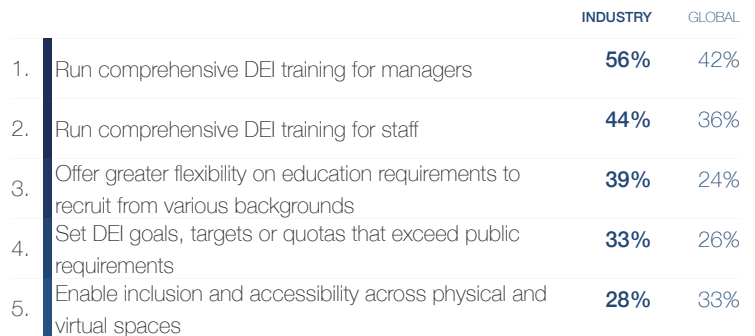 INDUSTRY GLOBAL
1. Run comprehensive DEI training for managers 56% 42%
2. Run comprehensive DEI training for staff 44% 36%
3. Offer greater flexibility on education requirements to
recruit from various backgrounds 39% 24%
4. Set DEI goals, targets or quotas that exceed public
requirements 33% 26%
5. Enable inclusion and accessibility across physical and
virtual spaces 28% 33%